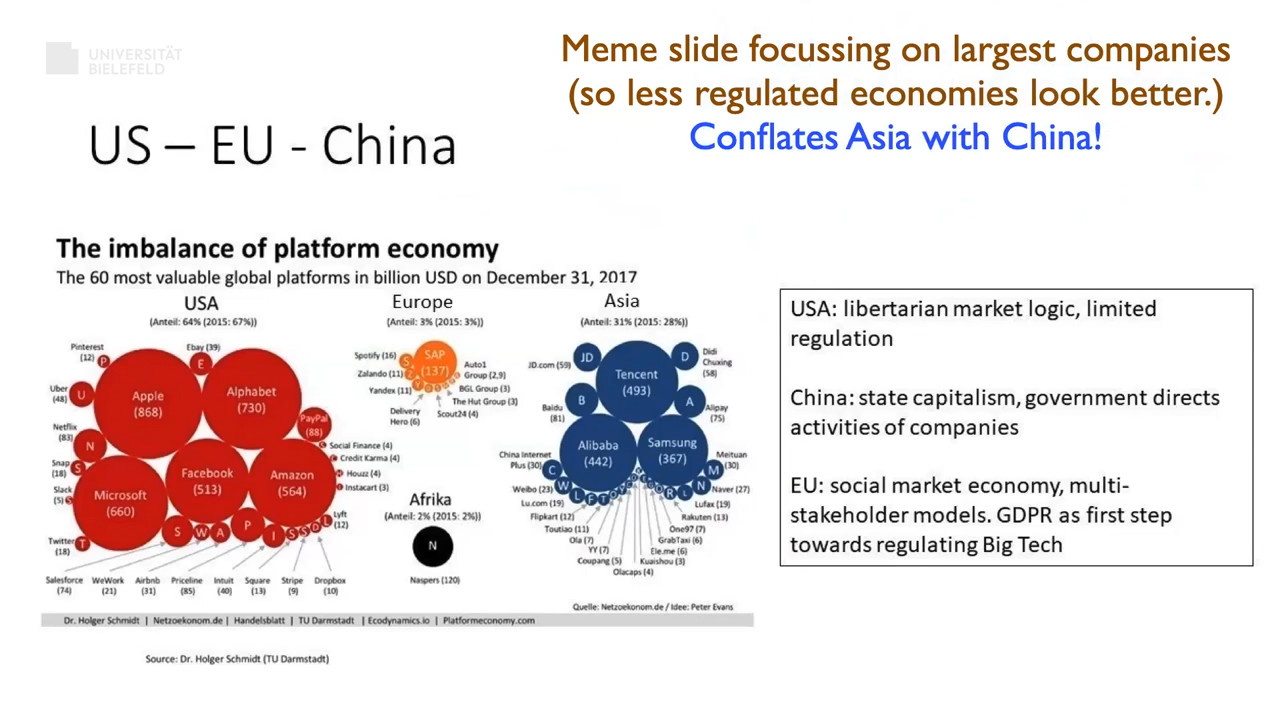 UNIVERSITÄT
BIELEFELD
Meme slide focussing on largest companies
(so less regulated economies look better.)
Conflates Asia with China!
US – EU - China
The imbalance of platform economy
The 60 most valuable global platforms in billion USD on December 31, 2017
USA
(Anteil: 64% (2015: 67%))
Pinterest
(12)
P
Ebay (39)
E
Uber
(48)
U
Apple
(868)
Alphabet
(730)
PayPal
(88)
Netflix
(83)
N
Social Finance (4)
Credit Karma (4)
Houzz (4)
Instacart (3)
Snap
(18)
S
Slack
(5)
Facebook
(513)
Amazon
(564)
Microsoft
(660)
Twitter
(18)
T
S
W
A
P
I
S
S
D
L
Lyft
(12)
Salesforce
(74)
WeWork
(21)
Airbnb
(31)
Priceline
(85)
Intuit
(40)
Square
(13)
Stripe
(9)
Dropbox
(10)
Europe
(Anteil: 3% (2015: 3%))
Spotify (16)
S
SAP
(137)
Zalando (11)
Z
Yandex (11)
Auto1
Group (2,9)
BGL Group (3)
The Hut Group (3)
Scout24 (4)
Delivery
Hero (6)
Afrika
(Anteil: 2% (2015: 2%))
N
Naspers (120)
Asia
(Anteil: 31% (2015: 28%))
JD.com (59)
JD
D
Didi
Chuxing
(58)
Tencent
(493)
Baidu
(81)
B
A
Alipay
(75)
Alibaba
(442)
Samsung
(367)
China Internet
Plus (30)
C
Meituan
(30)
M
Weibo (23)
W
N
Naver (27)
Lu.com (19)
L
F
T
O
R
L
Lufax (19)
Flipkart (12)
Rakuten (13)
Toutiao (11)
One97 (7)
Ola (7)
GrabTaxi (6)
YY (7)
Ele.me (6)
Coupang (5)
Kuaishou (3)
Olacaps (4)
Quelle: Netzoekonom.de / Idee: Peter Evans
Dr. Holger Schmidt | Netzoekonom.de | Handelsblatt | TU Darmstadt | Ecodynamics.io | Platformeconomy.com
Source: Dr. Holger Schmidt (TU Darmstadt)
USA: libertarian market logic, limited
regulation
China: state capitalism, government directs
activities of companies
EU: social market economy, multi-
stakeholder models. GDPR as first step
towards regulating Big Tech